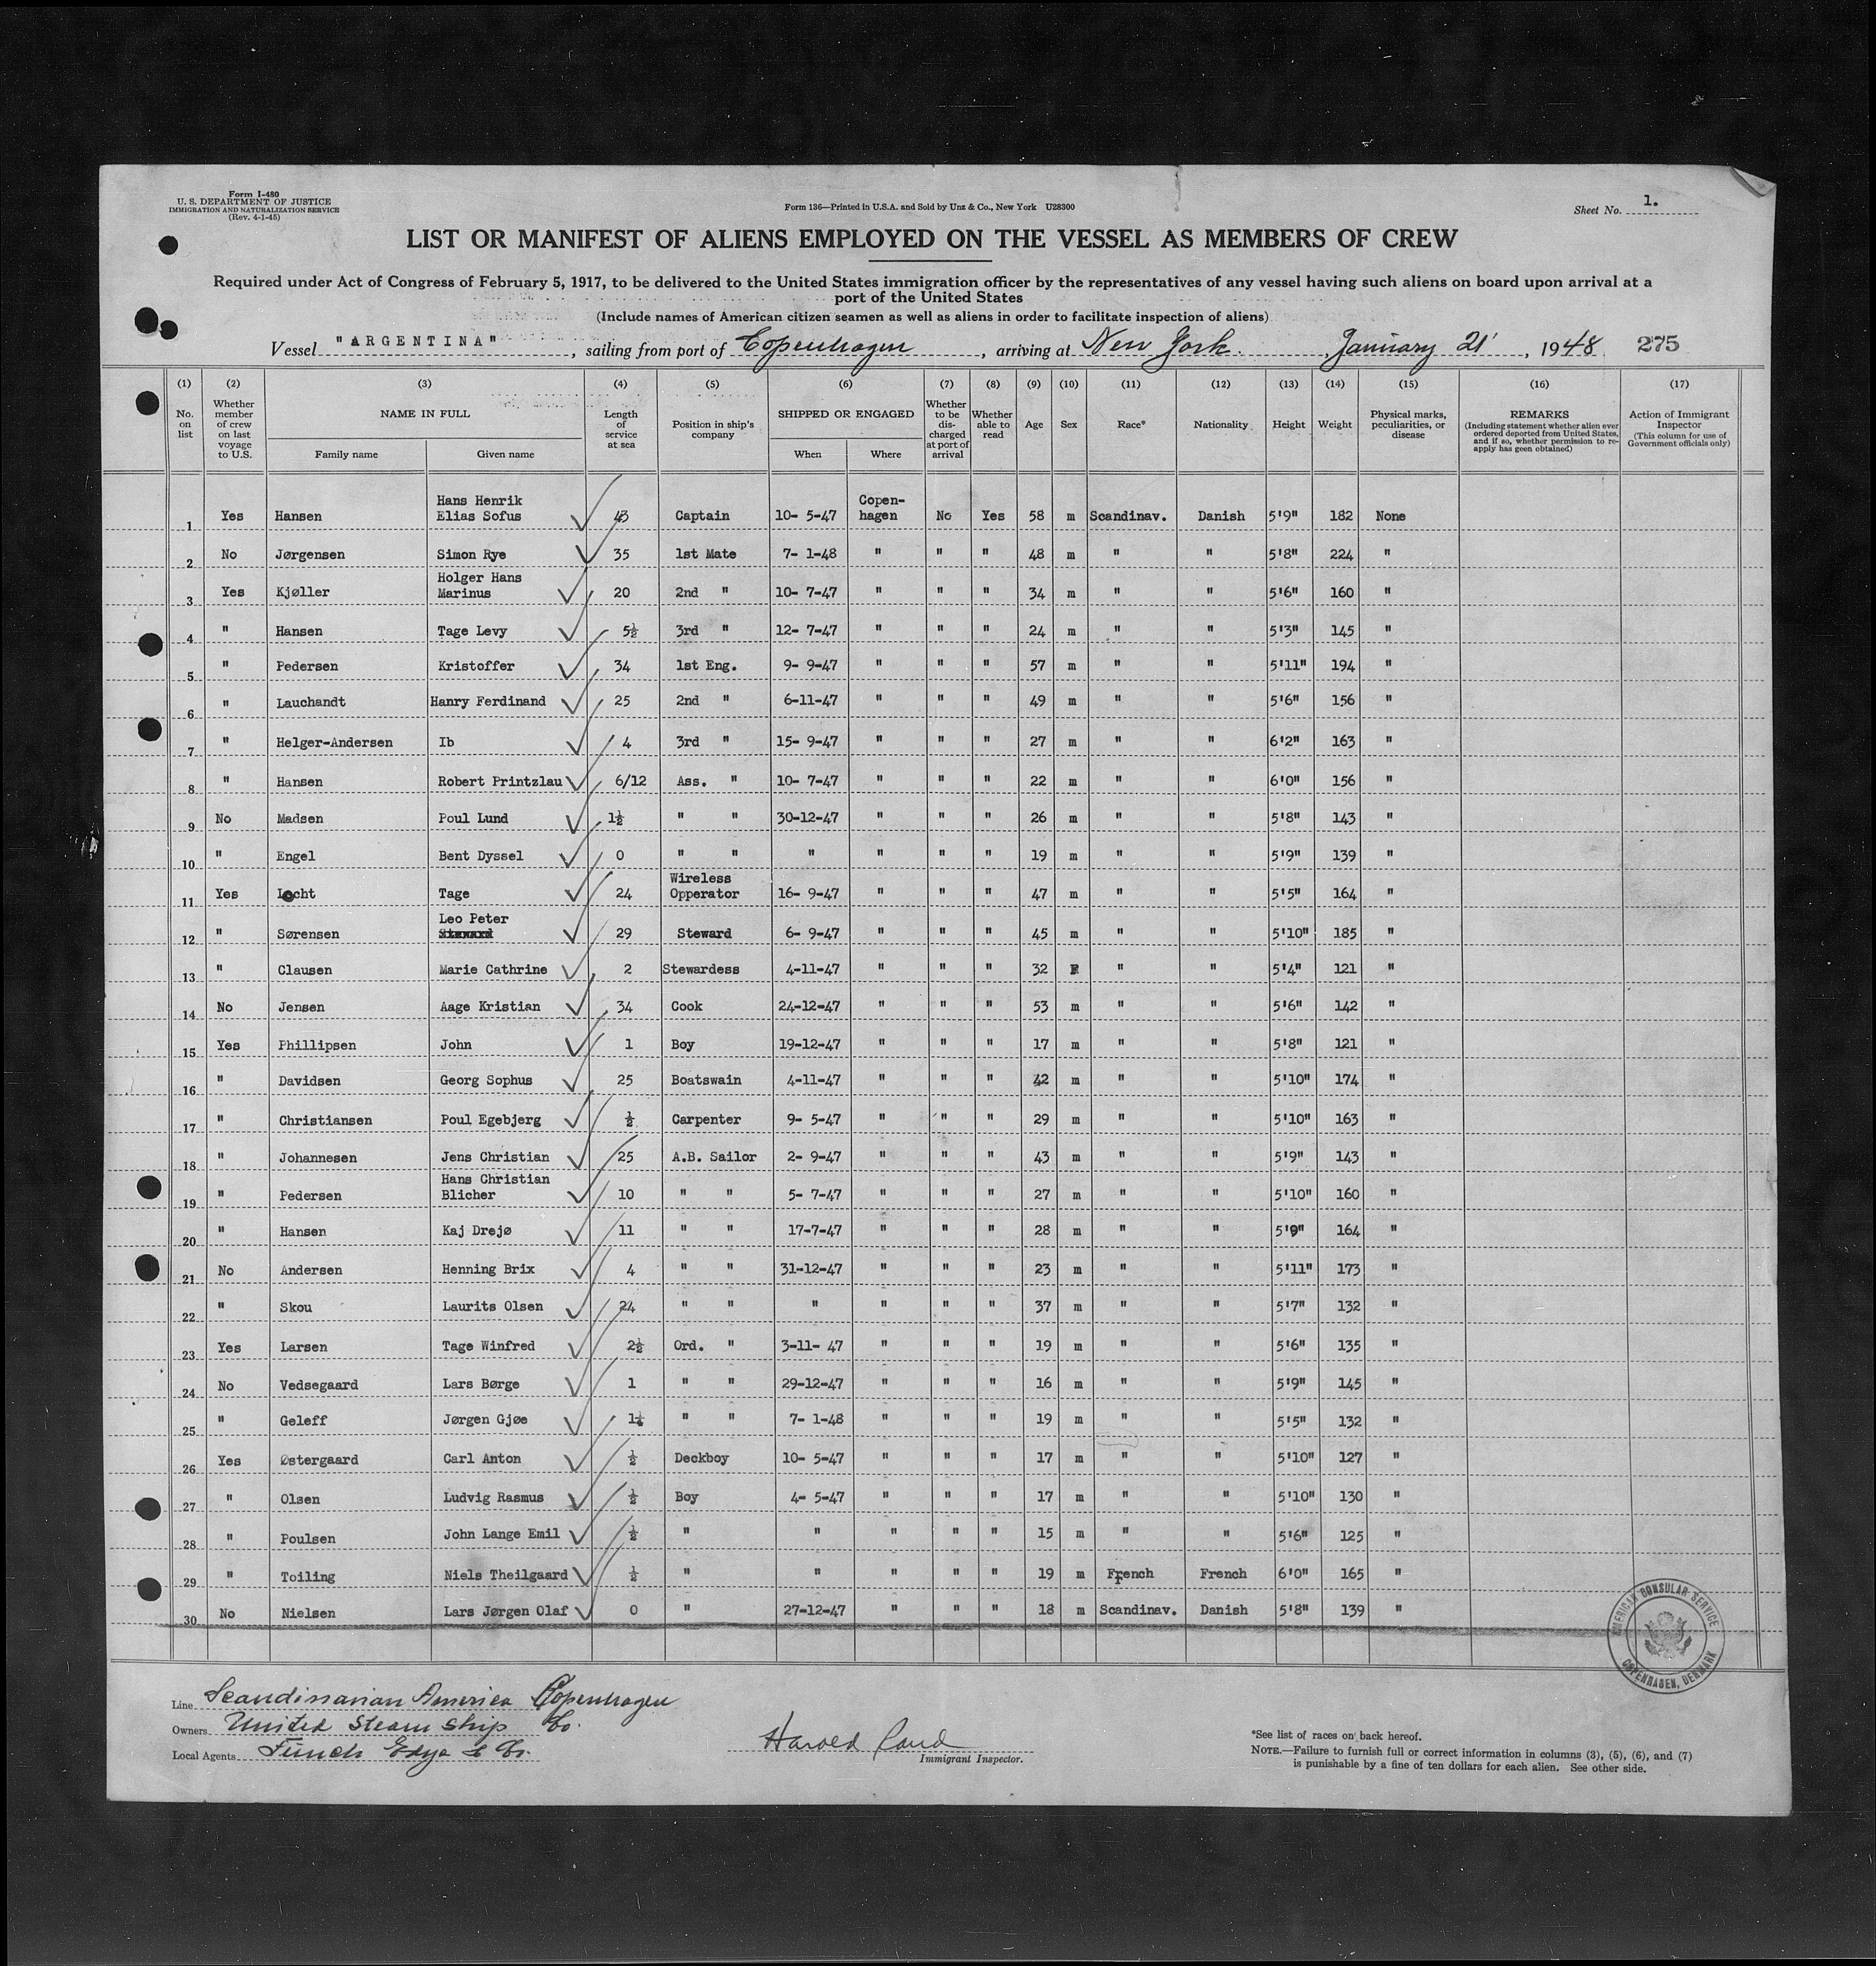 Form I-480
U. S. DEPARTMENT OF JUSTICE
IMMIGRATION AND NATURALIZATION SERVICE
(Rev. 4-1-45)
Form 136—Printed in U.S.A. and Sold by Unz & Co., New York U28300
Sheet No. 1.
LIST OR MANIFEST OF ALIENS EMPLOYED ON THE VESSEL AS MEMBERS OF CREW
Required under Act of Congress of February 5, 1917, to be delivered to the United States immigration officer by the representatives of any vessel having such aliens on board upon arrival at a
port of the United States
(Include names of American citizen seamen as well as aliens in order to facilitate inspection of aliens)
Vessel "ARGENTINA", sailing from port of Copenhagen, arriving at New York. January 21, 1948 275
(1) No. on list
(2) Whether member of crew on last voyage to U.S.
(3) NAME IN FULL Family name Given name
(4) Length of service at sea
(5) Position in ship's company
(6) SHIPPED OR ENGAGED When Where
(7) Whether to be discharged at port of arrival
(8) Whether able to read
(9) Age
(10) Sex
(11) Race*
(12) Nationality
(13) Height
(14) Weight
(15) Physical marks, peculiarities, or disease
(16) REMARKS (Including statement whether alien ever ordered deported from United States, and if so, whether permission to re-apply has geen obtained)
(17) Action of Immigrant Inspector (This column for use of Government officials only)
1 Yes Hansen Hans Henrik Elias Sofus 43 Captain 10- 5-47 Copen-hagen No Yes 58 m Scandinav. Danish 5'9" 182 None
2 No Jørgensen Simon Rye 35 1st Mate 7- 1-48 " " " 48 m " " 5'8" 224 "
3 Yes Kjøller Holger Hans Marinus 20 2nd " 10- 7-47 " " " 34 m " " 5'6" 160 "
4 " Hansen Tage Levy 5½ 3rd " 12- 7-47 " " " 24 m " " 5'3" 145 "
5 " Pedersen Kristoffer 34 1st Eng. 9- 9-47 " " " 57 m " " 5'11" 194 "
6 " Lauchandt Hanry Ferdinand 25 2nd " 6-11-47 " " " 49 m " " 5'6" 156 "
7 " Helger-Andersen Ib 4 3rd " 15- 9-47 " " " 27 m " " 6'2" 163 "
8 " Hansen Robert Printzlau 6/12 Ass. " 10- 7-47 " " " 22 m " " 6'0" 156 "
9 No Madsen Poul Lund 1½ " " 30-12-47 " " " 26 m " " 5'8" 143 "
10 " Engel Bent Dyssel 0 " " " " " " 19 m " " 5'9" 139 "
11 Yes Locht Tage 24 Wireless Opperator 16- 9-47 " " " 47 m " " 5'5" 164 "
12 " Sørensen Leo Peter Steward 29 Steward 6- 9-47 " " " 45 m " " 5'10" 185 "
13 " Clausen Marie Cathrine 2 Stewardess 4-11-47 " " " 32 F " " 5'4" 121 "
14 No Jensen Aage Kristian 34 Cook 24-12-47 " " " 53 m " " 5'6" 142 "
15 Yes Phillipsen John 1 Boy 19-12-47 " " " 17 m " " 5'8" 121 "
16 " Davidsen Georg Sophus 25 Boatswain 4-11-47 " " " 42 m " " 5'10" 174 "
17 " Christiansen Poul Egebjerg ½ Carpenter 9- 5-47 " " " 29 m " " 5'10" 163 "
18 " Johannesen Jens Christian 25 A.B. Sailor 2- 9-47 " " " 43 m " " 5'9" 143 "
19 " Pedersen Hans Christian Blicher 10 " " 5- 7-47 " " " 27 m " " 5'10" 160 "
20 " Hansen Kaj Drejø 11 " " 17-7-47 " " " 28 m " " 5'9" 164 "
21 No Andersen Henning Brix 4 " " 31-12-47 " " " 23 m " " 5'11" 173 "
22 " Skou Laurits Olsen 24 " " " " " " 37 m " " 5'7" 132 "
23 Yes Larsen Tage Winfred 2½ Ord. " 3-11- 47 " " " 19 m " " 5'6" 135 "
24 No Vedsegaard Lars Børge 1 " " 29-12-47 " " " 16 m " " 5'9" 145 "
25 " Geleff Jørgen Gjøe 1¼ " " 7- 1-48 " " " 19 m " " 5'5" 132 "
26 Yes Østergaard Carl Anton ½ Deckboy 10- 5-47 " " " 17 m " " 5'10" 127 "
27 " Olsen Ludvig Rasmus ½ Boy 4- 5-47 " " " 17 m " " 5'10" 130 "
28 " Poulsen John Lange Emil ½ " " " " " 15 m " " 5'6" 125 "
29 " Toiling Niels Theilgaard ½ " " " " " 19 m French French 6'0" 165 "
30 No Nielsen Lars Jørgen Olaf 0 " 27-12-47 " " " 18 m Scandinav. Danish 5'8" 139 "
AMERICAN CONSULAR SERVICE
COPENHAGEN, DENMARK
Line Scandinavian America Copenhagen
Owners United Steam Ship Co.
Local Agents Funch Edye & Co.
Harold
Immigrant Inspector.
*See list of races on back hereof.
NOTE.—Failure to furnish full or correct information in columns (3), (5), (6), and (7)
is punishable by a fine of ten dollars for each alien. See other side.